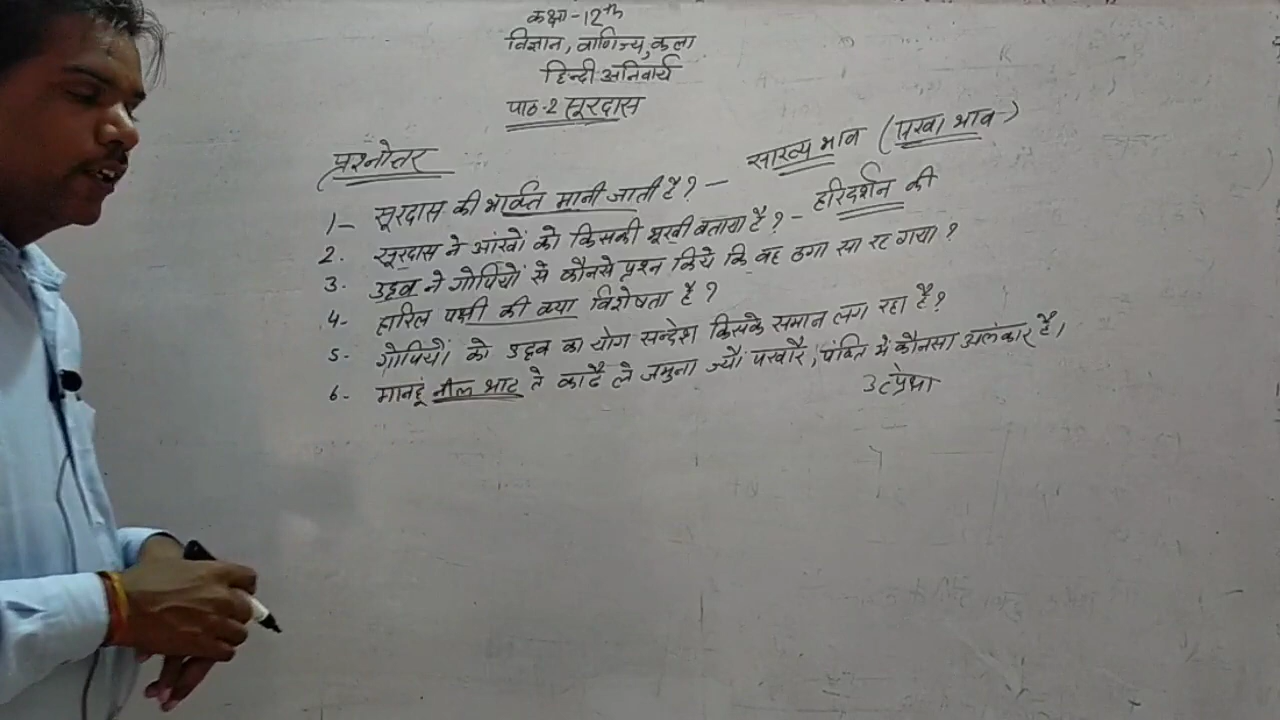 कक्षा-12th
विज्ञान, वाणिज्य, कला
हिन्दी अनिवार्य
पाठ-2 सूरदास
प्रश्नोत्तर
1- सूरदास की भक्ति मानी जाती है? - साख्य भाव (सखा भाव)
2. सूरदास ने आंखों को किसकी भूखी बताया है? - हरिदर्शन की
3. उद्धव ने गोपियों से कौनसे प्रश्न किये कि वह ठगा सा रह गया?
4- हारिल पक्षी की क्या विशेषता है?
5- गोपियों को उद्धव का योग सन्देश किसके समान लग रहा है?
6- मानहूं नील भाट ते काढै ले जमुना ज्यौं पखारै, पंक्ति में कौनसा अलंकार है।
उत्प्रेक्षा